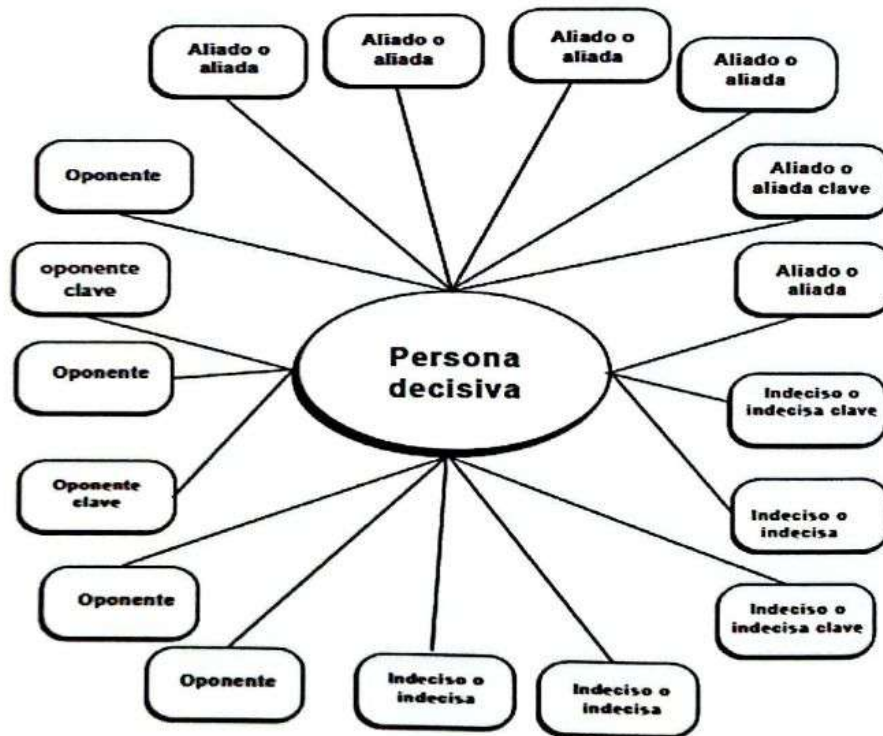 Aliado o
aliada
Aliado o
aliada
Aliado o
aliada
Aliado o
aliada
Oponente
Aliado o
aliada clave
oponente
clave
Aliado o
aliada
Persona
decisiva
Oponente
Indeciso o
indecisa clave
Oponente
clave
Indeciso o
indecisa
Oponente
Indeciso o
indecisa clave
Oponente
Indeciso o
indecisa
Indeciso o
indecisa